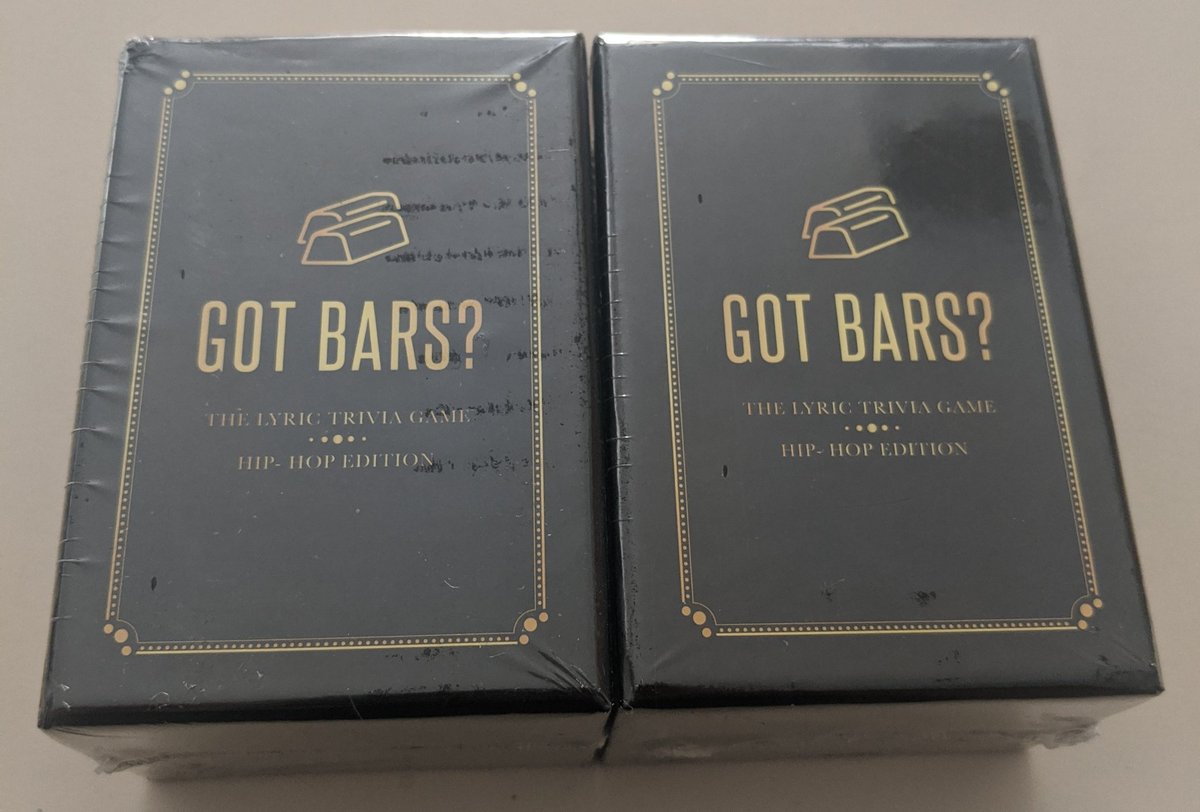 GOT BARS?
THE LYRIC TRIVIA GAME
HIP- HOP EDITION
GOT BARS?
THE LYRIC TRIVIA GAME
HIP- HOP EDITION